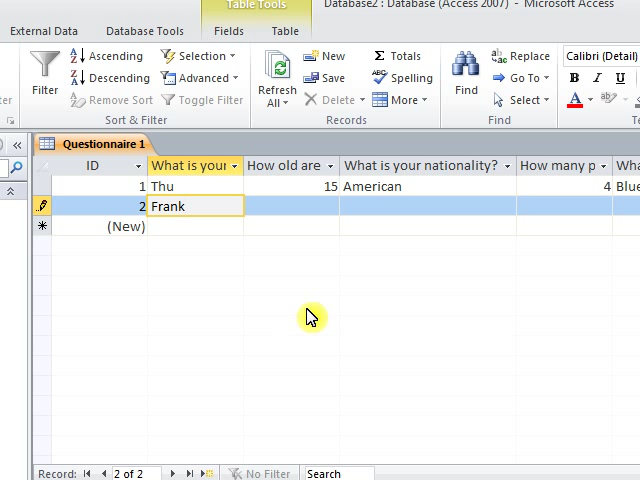 Table Tools
Database2 : Database (Access 2007) - Microsoft Access
External Data Database Tools Fields Table
Ascending Selection New Totals Replace Calibri (Detail)
Descending Advanced Save Spelling Go To B I U
Filter Remove Sort Toggle Filter Refresh All Delete More Find Select A ab
Sort & Filter Records Find
Questionnaire 1
ID What is your How old are What is your nationality? How many p Wha
1 Thu 15 American 4 Blue
2 Frank
(New)
Record: 2 of 2 No Filter Search